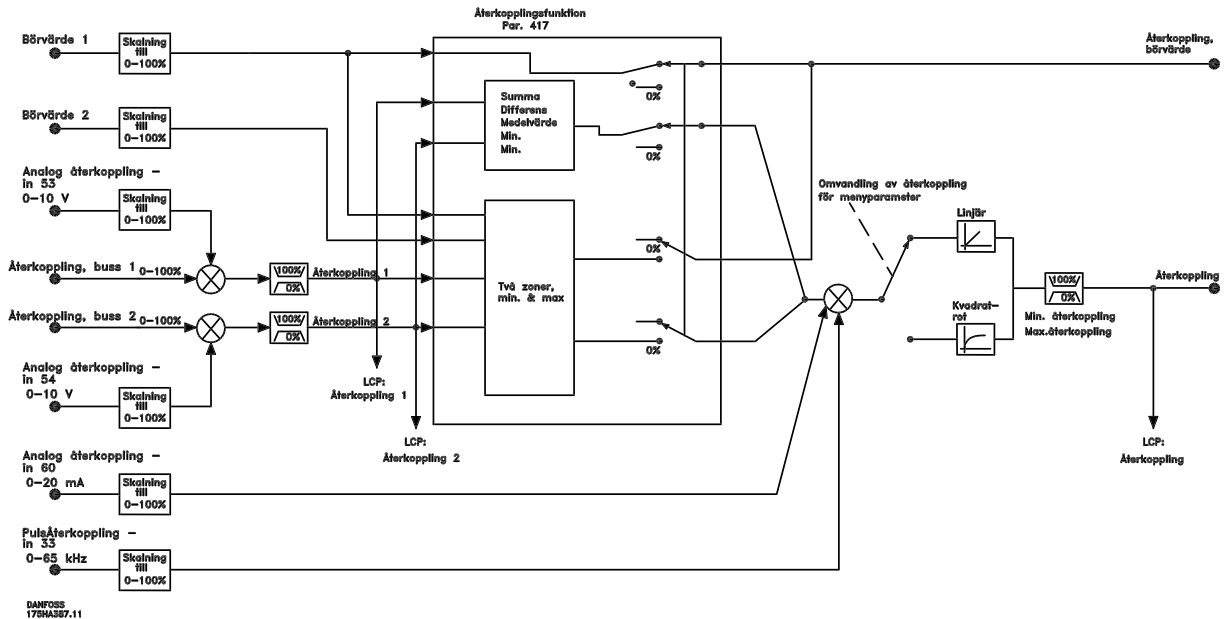 Återkopplingsfunktion
Par. 417
Börvärde 1
Skalning
till
0-100%
Återkoppling,
börvärde
0%
Summa
Differens
Medelvärde
Min.
Min.
Börvärde 2
Skalning
till
0-100%
0%
Analog återkoppling -
in 53
0-10 V
Skalning
till
0-100%
Omvandling av återkoppling
för menyparameter
Linjär
0%
Återkoppling, buss 1
0-100%
100%
0%
Återkoppling 1
Två zoner,
min. & max
100%
0%
Återkoppling
Återkoppling, buss 2
0-100%
100%
0%
Återkoppling 2
Kvadrat-
rot
Min. återkoppling
Max.återkoppling
0%
Analog återkoppling -
in 54
0-10 V
Skalning
till
0-100%
LCP:
Återkoppling 1
LCP:
Återkoppling 2
LCP:
Återkoppling
Analog återkoppling -
in 60
0-20 mA
Skalning
till
0-100%
PulsÅterkoppling -
in 33
0-65 kHz
Skalning
till
0-100%
DANFOSS
175HA387.11